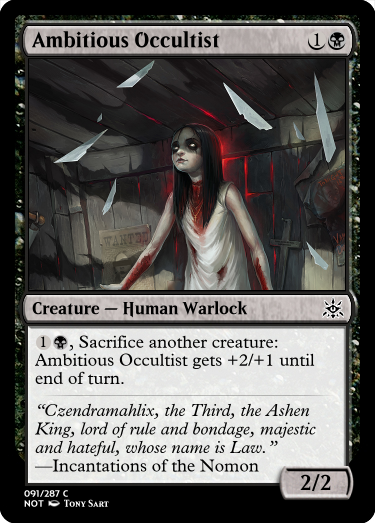 Ambitious Occultist 1
WANTED
Creature — Human Warlock
1 , Sacrifice another creature:
Ambitious Occultist gets +2/+1 until
end of turn.
“Czendramahlix, the Third, the Ashen
King, lord of rule and bondage, majestic
and hateful, whose name is Law.”
—Incantations of the Nomon
2/2
091/287 C
NOT Tony Sart